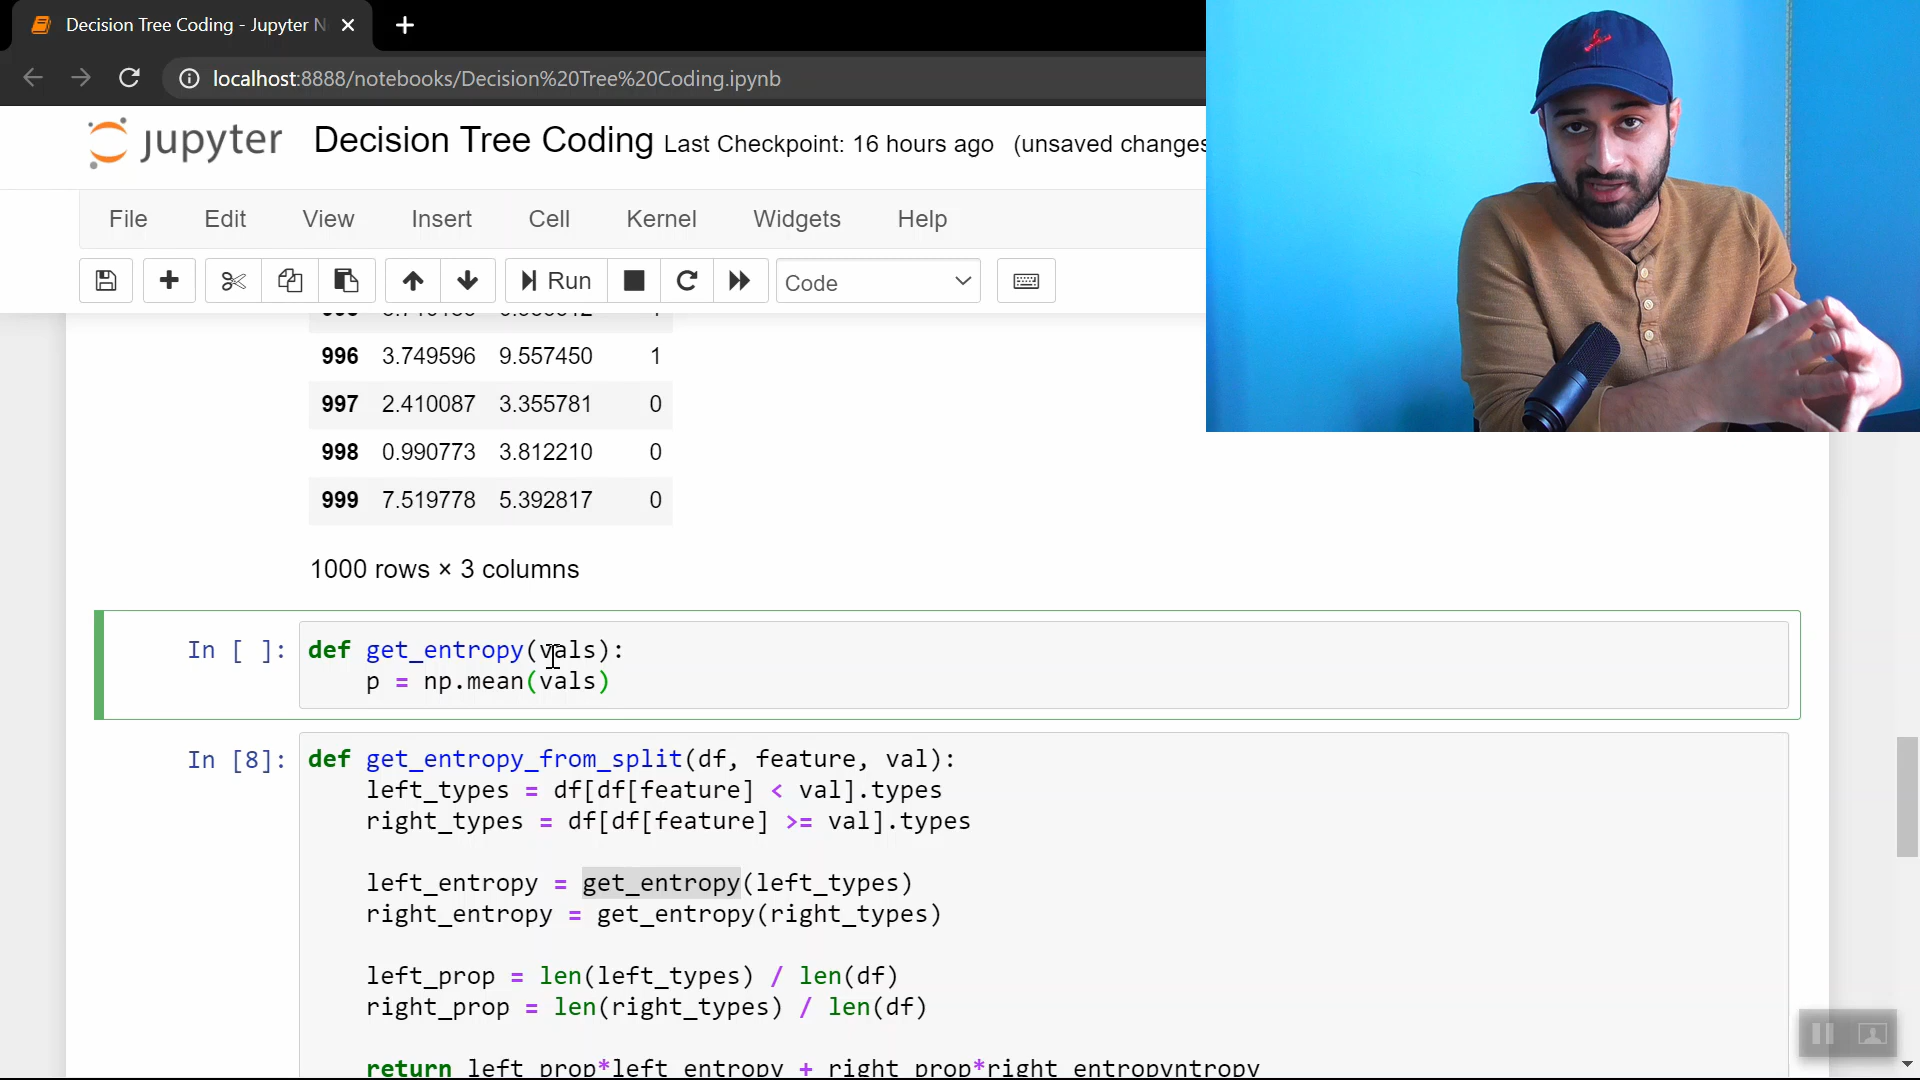 Decision Tree Coding - Jupyter N
localhost:8888/notebooks/Decision%20Tree%20Coding.ipynb
jupyter Decision Tree Coding Last Checkpoint: 16 hours ago (unsaved changes
File Edit View Insert Cell Kernel Widgets Help
Run Code
996 3.749596 9.557450 1
997 2.410087 3.355781 0
998 0.990773 3.812210 0
999 7.519778 5.392817 0
1000 rows × 3 columns
In [ ]: def get_entropy(vals):
p = np.mean(vals)
In [8]: def get_entropy_from_split(df, feature, val):
left_types = df[df[feature] < val].types
right_types = df[df[feature] >= val].types
left_entropy = get_entropy(left_types)
right_entropy = get_entropy(right_types)
left_prop = len(left_types) / len(df)
right_prop = len(right_types) / len(df)
return left_prop*left_entropy + right_prop*right_entropyntropy